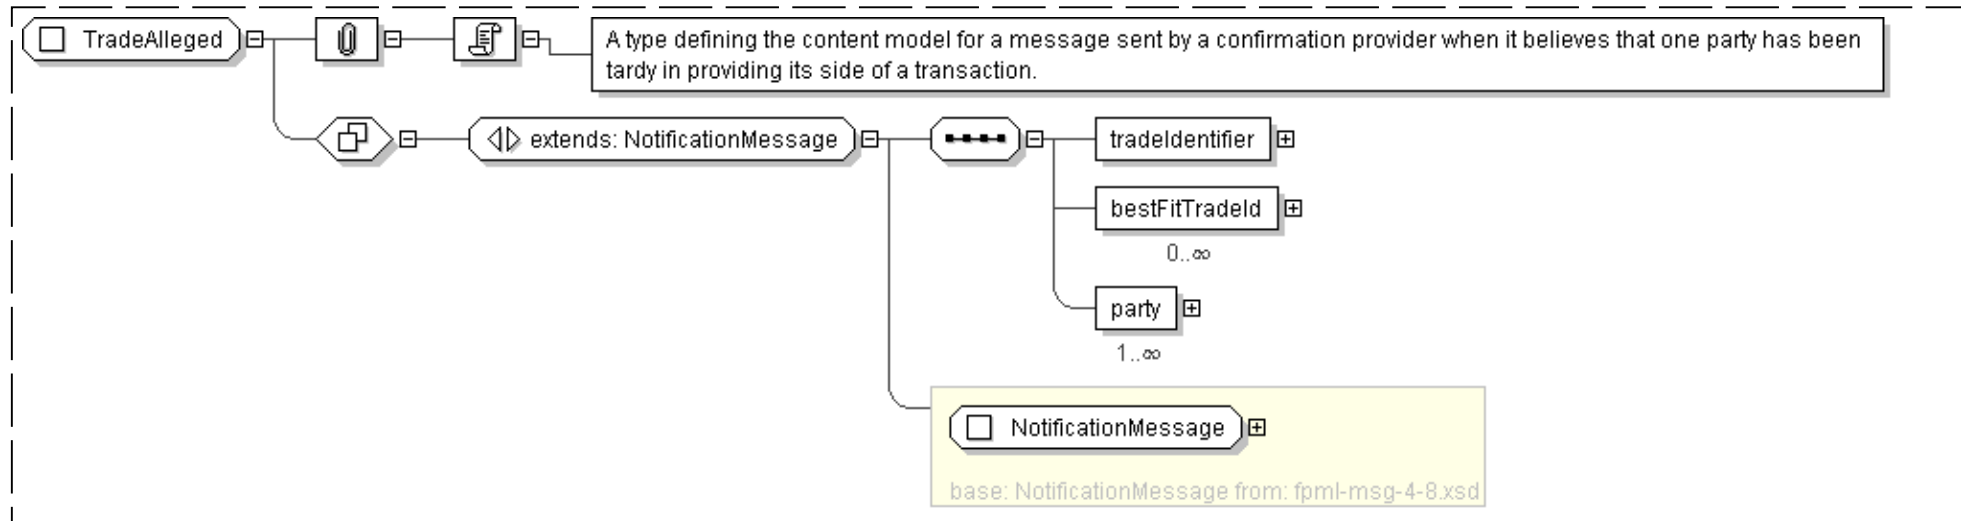 TradeAlleged
A type defining the content model for a message sent by a confirmation provider when it believes that one party has been
tardy in providing its side of a transaction.
extends: NotificationMessage
tradeIdentifier
bestFitTradeId
0..∞
party
1..∞
NotificationMessage
base: NotificationMessage from: fpml-msg-4-8.xsd